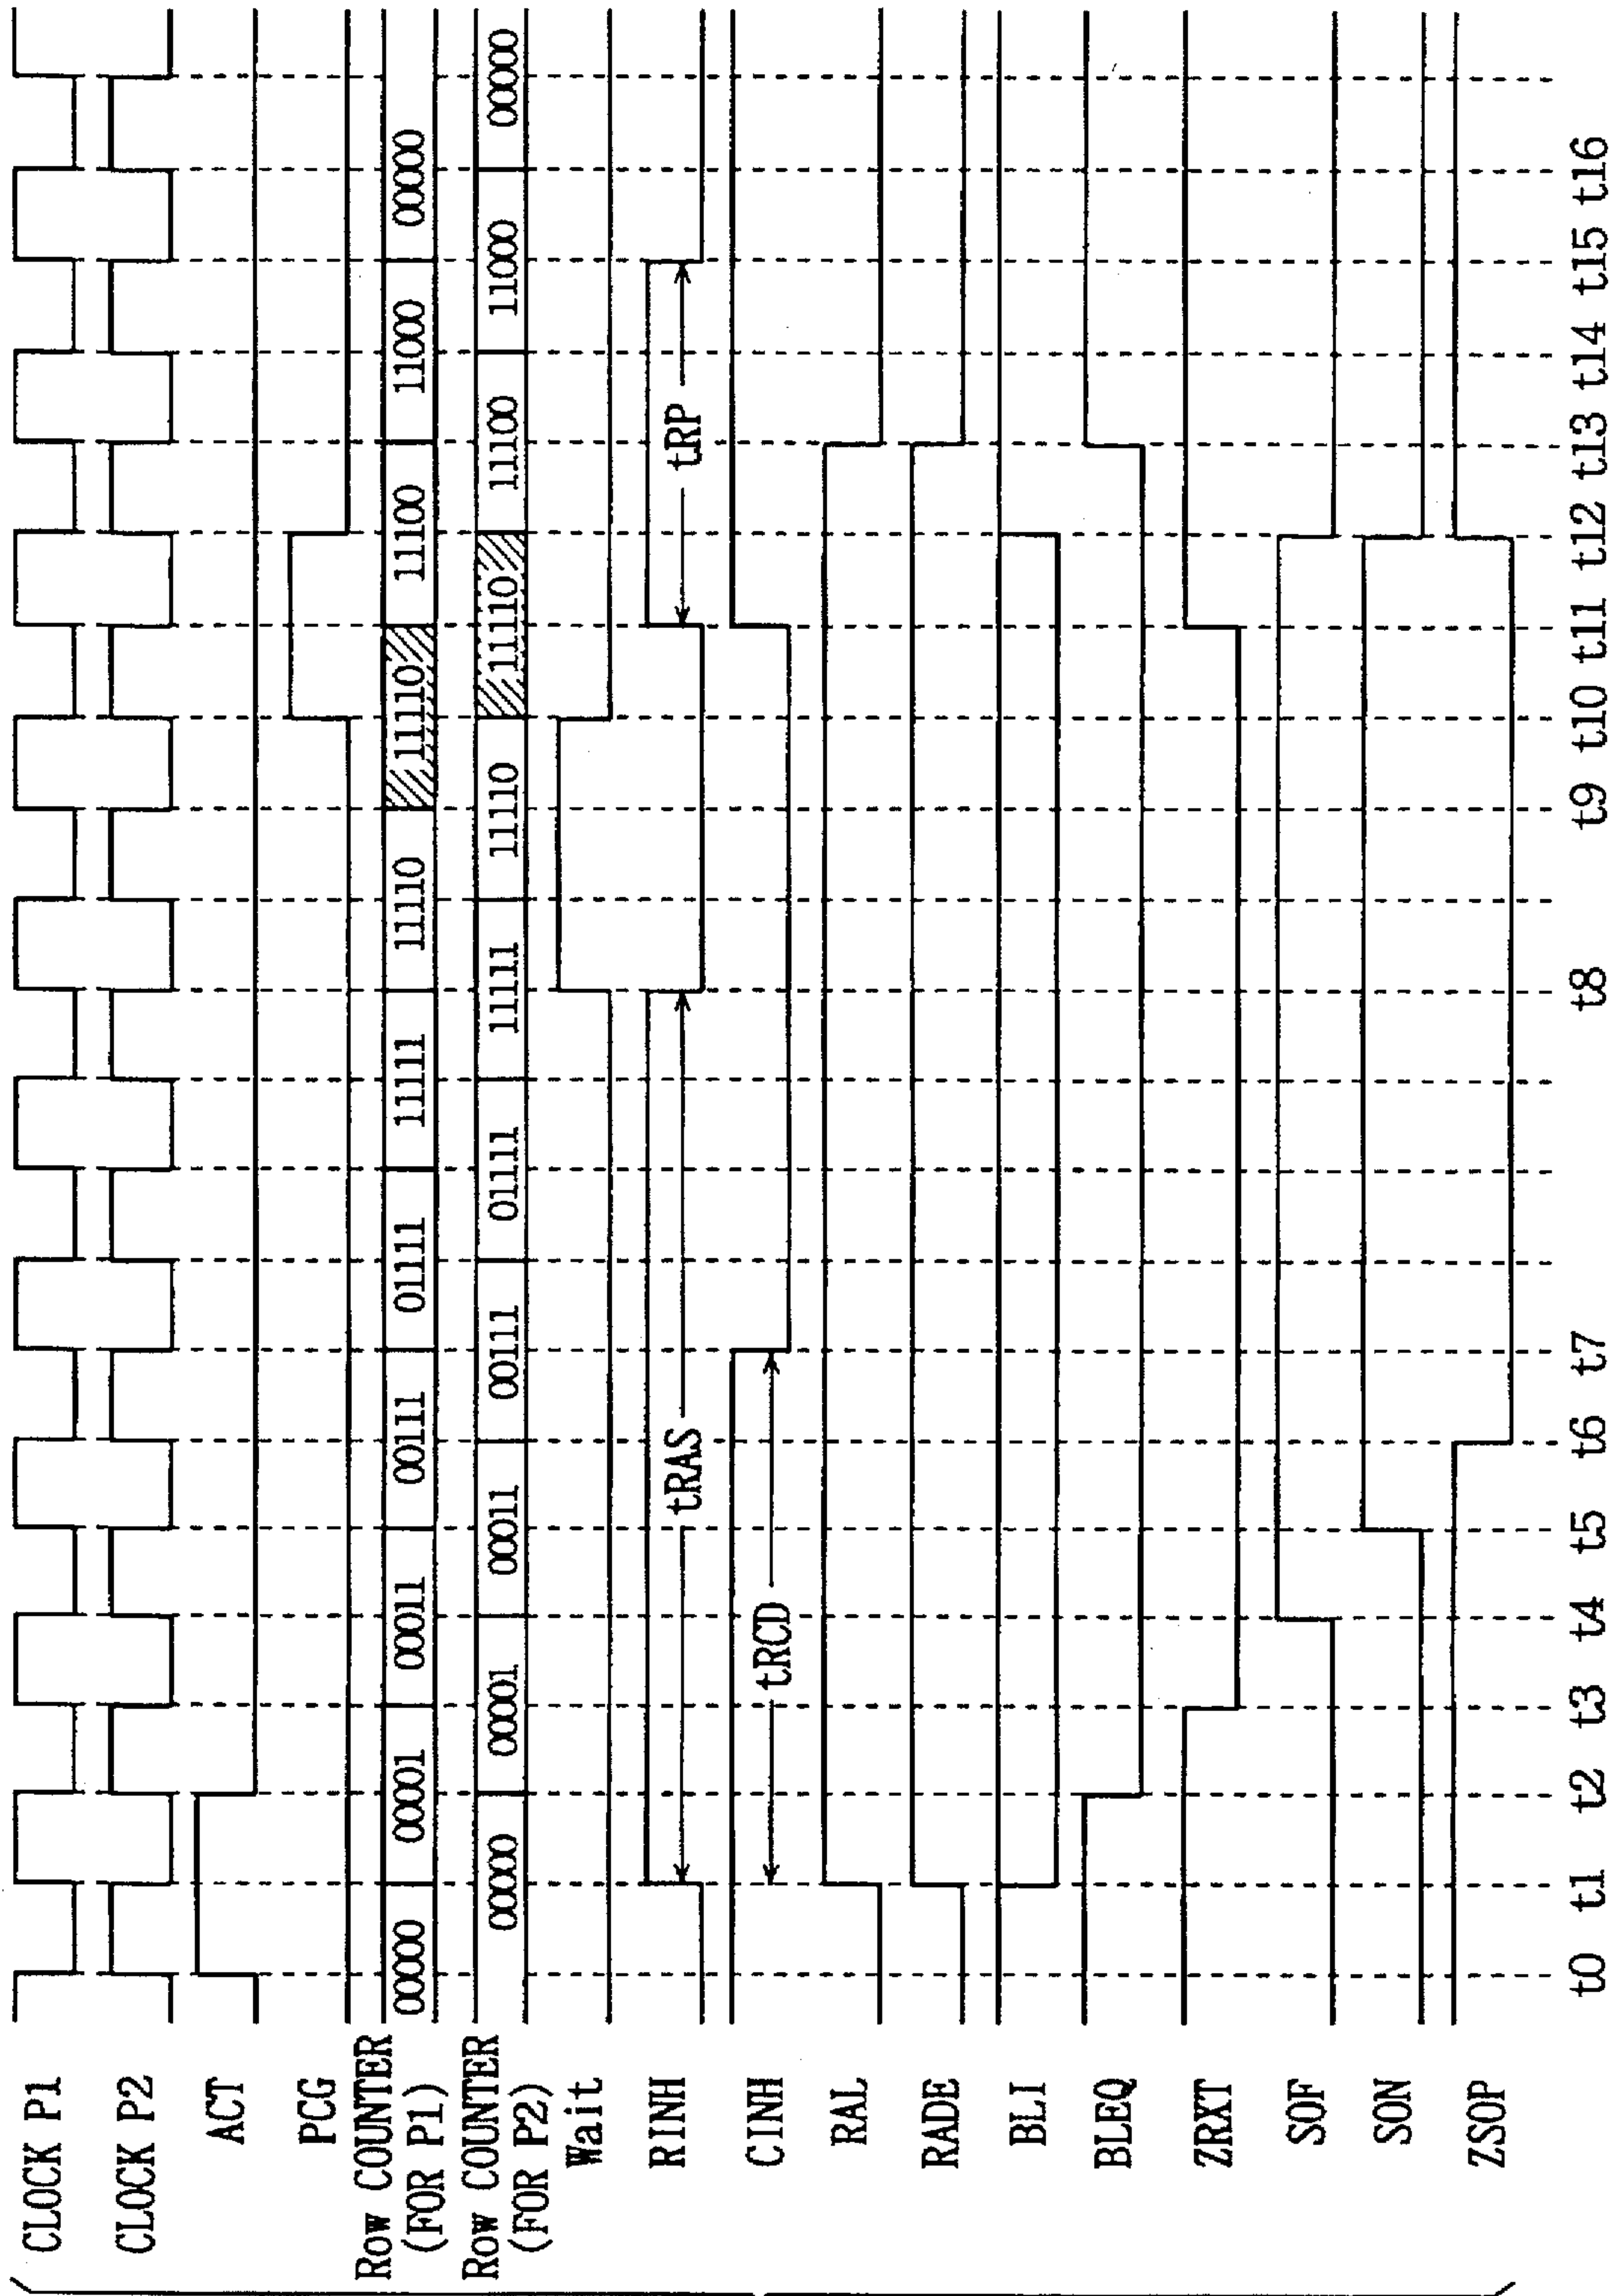 CLOCK P1
CLOCK P2
ACT
PCG
Row COUNTER
(FOR P1)
00000 00001 00011 00111 01111 11111 11110 11110 11100 11000 00000
Row COUNTER
(FOR P2)
00000 00001 00011 00111 01111 11111 11110 11110 11100 11000 00000
Wait
RINH
tRAS tRP
CINH
tRCD
RAL
RADE
BLI
BLEQ
ZRXT
SOF
SON
ZSOP
t0 t1 t2 t3 t4 t5 t6 t7 t8 t9 t10 t11 t12 t13 t14 t15 t16